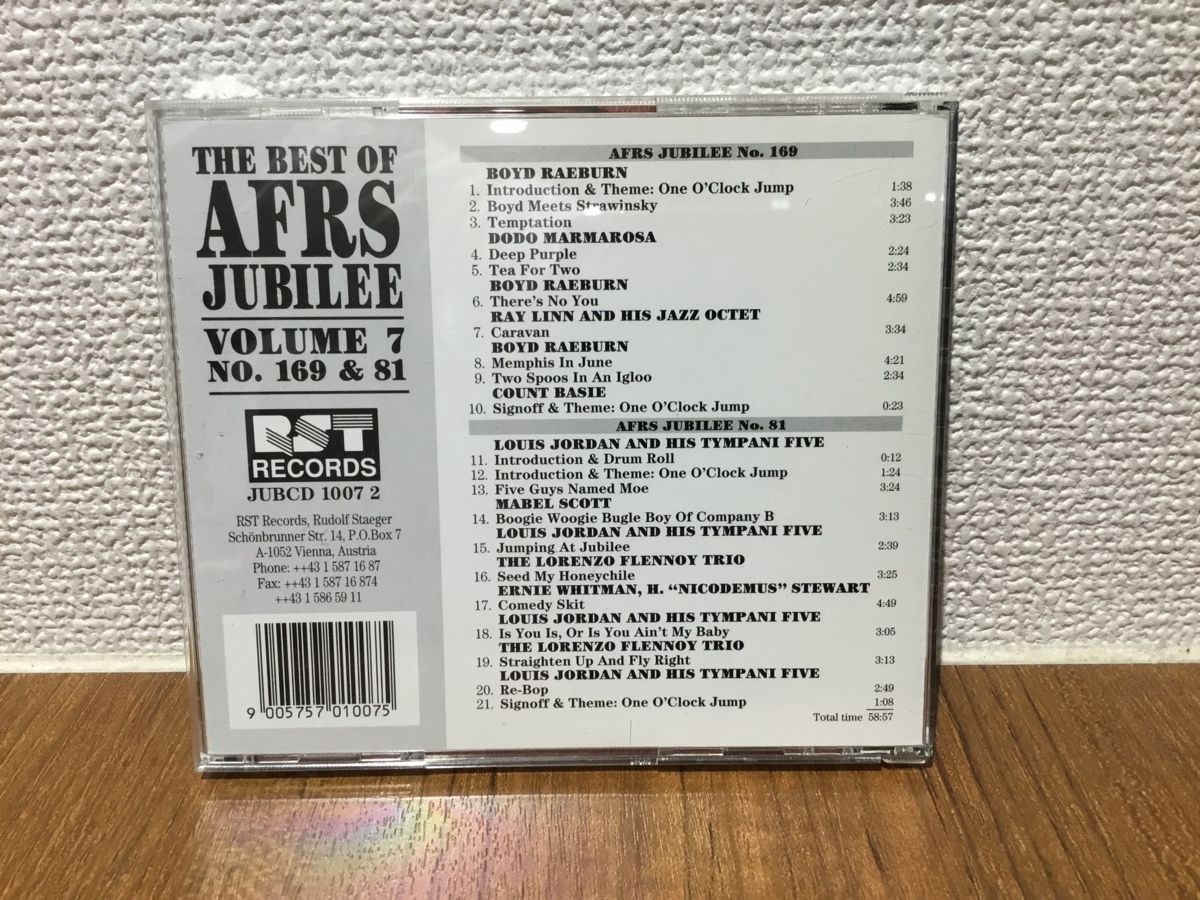 THE BEST OF
AFRS
JUBILEE
VOLUME 7
NO. 169 & 81
RST
RECORDS
JUBCD 1007 2
RST Records, Rudolf Staeger
Schönbrunner Str. 14, P.O.Box 7
A-1052 Vienna, Austria
Phone: ++43 1 587 16 87
Fax: ++43 1 587 16 874
++43 1 586 59 11
9 005757 010075
AFRS JUBILEE No. 169
BOYD RAEBURN
1. Introduction & Theme: One O'Clock Jump 1:38
2. Boyd Meets Strawinsky 3:46
3. Temptation 3:23
DODO MARMAROSA
4. Deep Purple 2:24
5. Tea For Two 2:34
BOYD RAEBURN
6. There's No You 4:59
RAY LINN AND HIS JAZZ OCTET
7. Caravan 3:34
BOYD RAEBURN
8. Memphis In June 4:21
9. Two Spoos In An Igloo 2:34
COUNT BASIE
10. Signoff & Theme: One O'Clock Jump 0:23
AFRS JUBILEE No. 81
LOUIS JORDAN AND HIS TYMPANI FIVE
11. Introduction & Drum Roll 0:12
12. Introduction & Theme: One O'Clock Jump 1:24
13. Five Guys Named Moe 3:24
MABEL SCOTT
14. Boogie Woogie Bugle Boy Of Company B 3:13
LOUIS JORDAN AND HIS TYMPANI FIVE
15. Jumping At Jubilee 2:39
THE LORENZO FLENNOY TRIO
16. Seed My Honeychile 3:25
ERNIE WHITMAN, H. “NICODEMUS” STEWART
17. Comedy Skit 4:49
LOUIS JORDAN AND HIS TYMPANI FIVE
18. Is You Is, Or Is You Ain't My Baby 3:05
THE LORENZO FLENNOY TRIO
19. Straighten Up And Fly Right 3:13
LOUIS JORDAN AND HIS TYMPANI FIVE
20. Re-Bop 2:49
21. Signoff & Theme: One O'Clock Jump 1:08
Total time 58:57